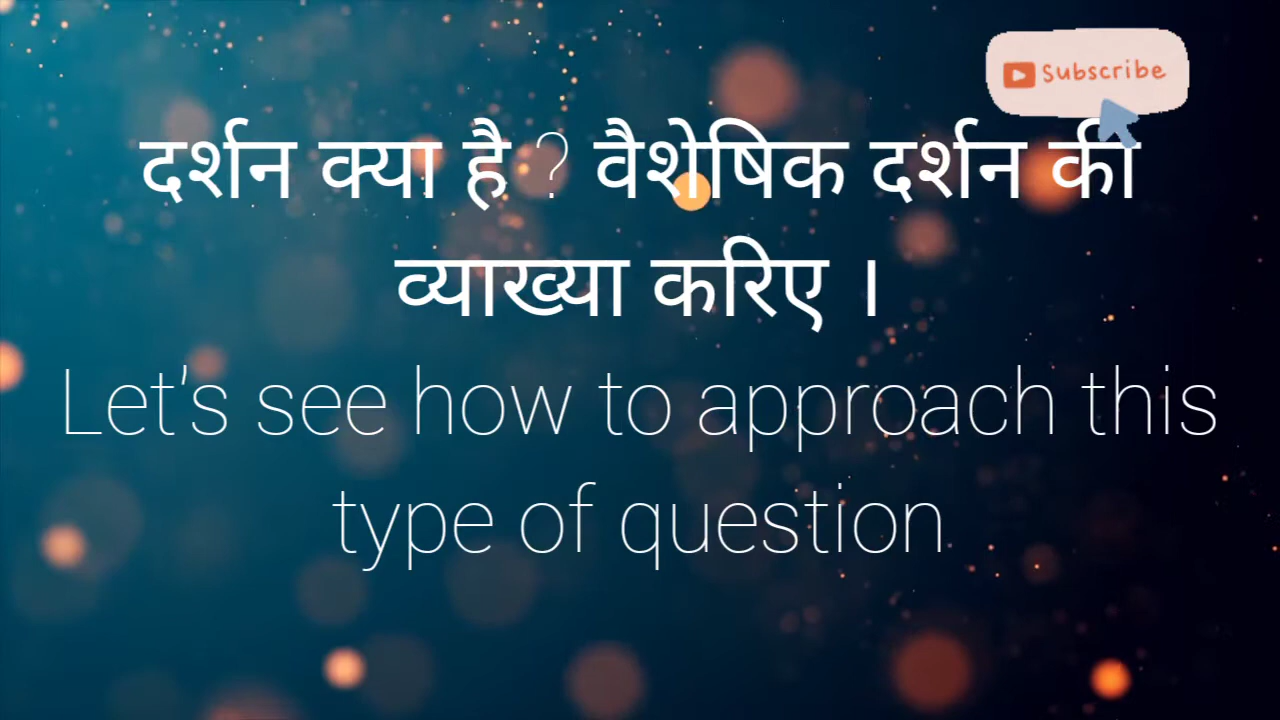 Subscribe
दर्शन क्या है ? वैशेषिक दर्शन की
व्याख्या करिए ।
Let's see how to approach this
type of question